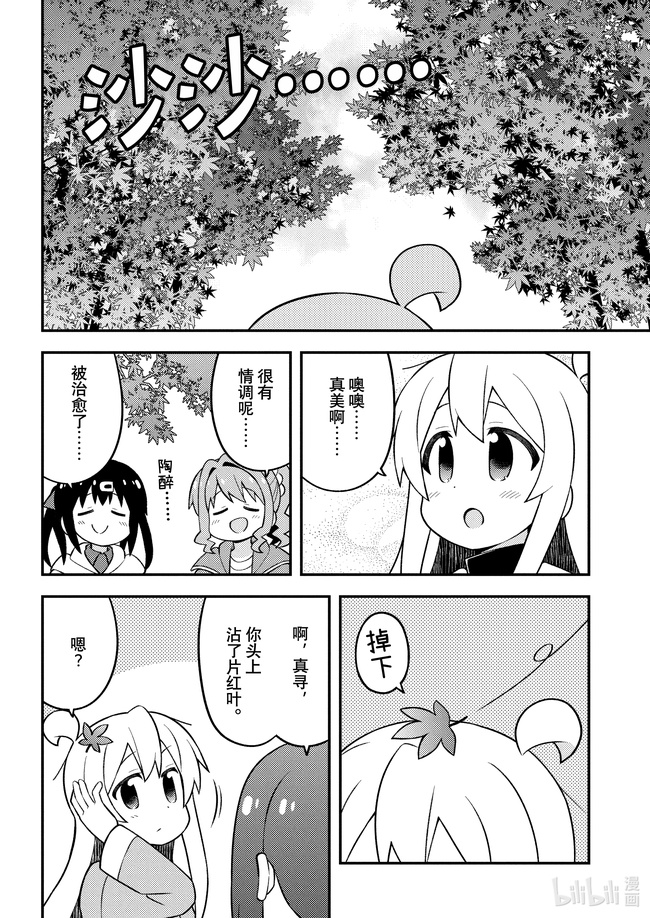 沙沙……
噢噢……
真美啊……
很有
情调呢……
陶醉……
被治愈了……
掉下
啊，真寻，
你头上
沾了片红叶。
嗯？
bilibili漫画